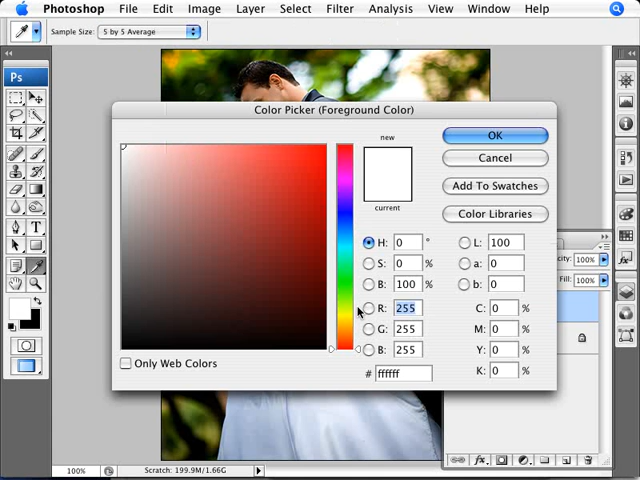 Photoshop File Edit Image Layer Select Filter Analysis View Window Help
Sample Size: 5 by 5 Average
Ps
Color Picker (Foreground Color)
new
current
OK
Cancel
Add To Swatches
Color Libraries
H: 0 °
S: 0 %
B: 100 %
R: 255
G: 255
B: 255
# ffffff
L: 100
a: 0
b: 0
C: 0 %
M: 0 %
Y: 0 %
K: 0 %
Only Web Colors
acity: 100%
Fill: 100%
100% Scratch: 199.9M/1.66G